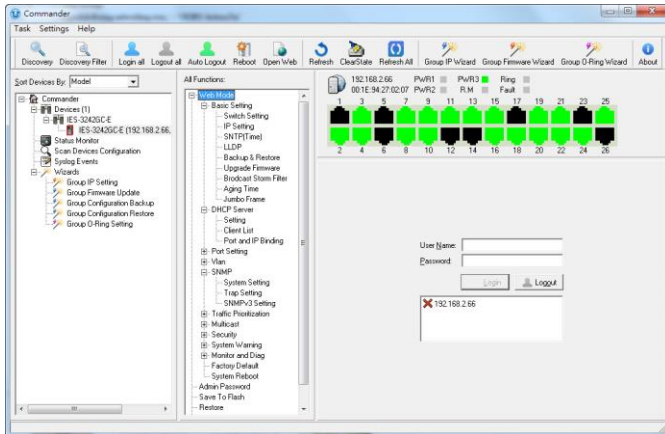 Commander
Task Settings Help
Discovery Discovery Filter Login all Logout all Auto Logout Reboot Open Web Refresh ClearState Refresh All Group IP Wizard Group Firmware Wizard Group O-Ring Wizard About
Sort Devices By: Model
Commander
Devices (1)
IES-3242GC-E
IES-3242GC-E (192.168.2.66,
Status Monitor
Scan Devices Configuration
Syslog Events
Wizards
Group IP Setting
Group Firmware Update
Group Configuration Backup
Group Configuration Restore
Group O-Ring Setting
All Functions:
Web Mode
Basic Setting
Switch Setting
IP Setting
SNTP(Time)
LLDP
Backup & Restore
Upgrade Firmware
Brodcast Storm Filter
Aging Time
Jumbo Frame
DHCP Server
Setting
Client List
Port and IP Binding
Port Setting
Vlan
SNMP
System Setting
Trap Setting
SNMPv3 Setting
Traffic Prioritization
Multicast
Security
System Warning
Monitor and Diag
Factory Default
System Reboot
Admin Password
Save To Flash
Restore
192.168.2.66 PWR1 PWR3 Ring
00:1E:94:27:02:07 PWR2 R.M Fault
1 3 5 7 9 11 13 15 17 19 21 23 25
2 4 6 8 10 12 14 16 18 20 22 24 26
User Name:
Password:
Login Logout
192.168.2.66